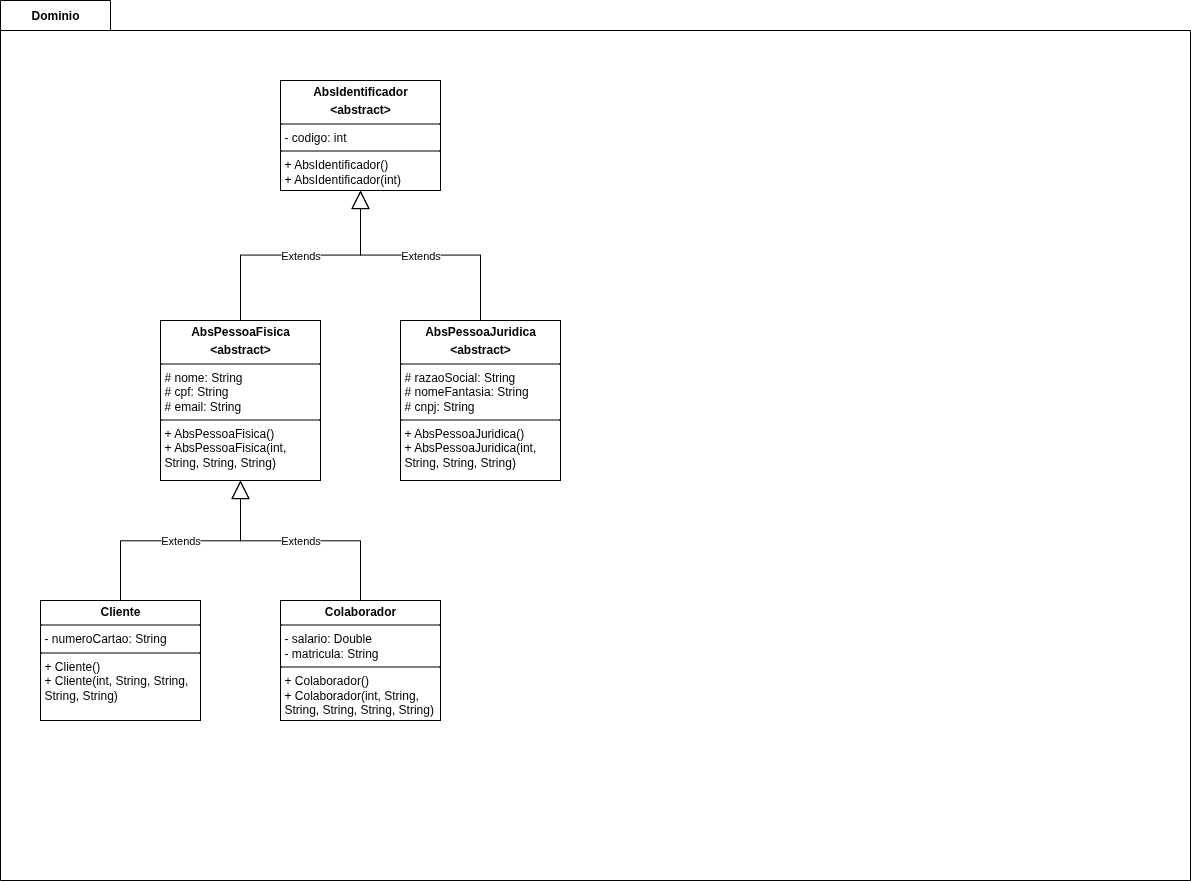 Dominio
AbsIdentificador
<abstract>
- codigo: int
+ AbsIdentificador()
+ AbsIdentificador(int)
Extends
Extends
AbsPessoaFisica
<abstract>
# nome: String
# cpf: String
# email: String
+ AbsPessoaFisica()
+ AbsPessoaFisica(int,
String, String, String)
AbsPessoaJuridica
<abstract>
# razaoSocial: String
# nomeFantasia: String
# cnpj: String
+ AbsPessoaJuridica()
+ AbsPessoaJuridica(int,
String, String, String)
Extends
Extends
Cliente
- numeroCartao: String
+ Cliente()
+ Cliente(int, String, String,
String, String)
Colaborador
- salario: Double
- matricula: String
+ Colaborador()
+ Colaborador(int, String,
String, String, String, String)